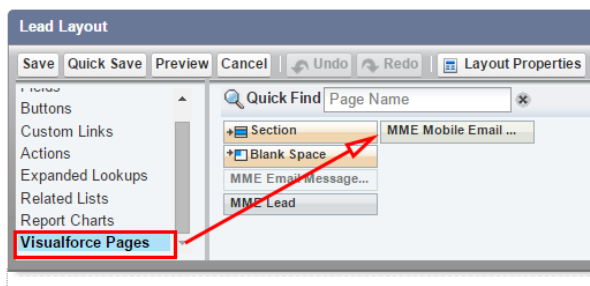 Lead Layout
Save Quick Save Preview Cancel Undo Redo Layout Properties
Fields
Buttons
Custom Links
Actions
Expanded Lookups
Related Lists
Report Charts
Visualforce Pages
Quick Find Page Name
Section MME Mobile Email ...
Blank Space
MME Email Message...
MME Lead